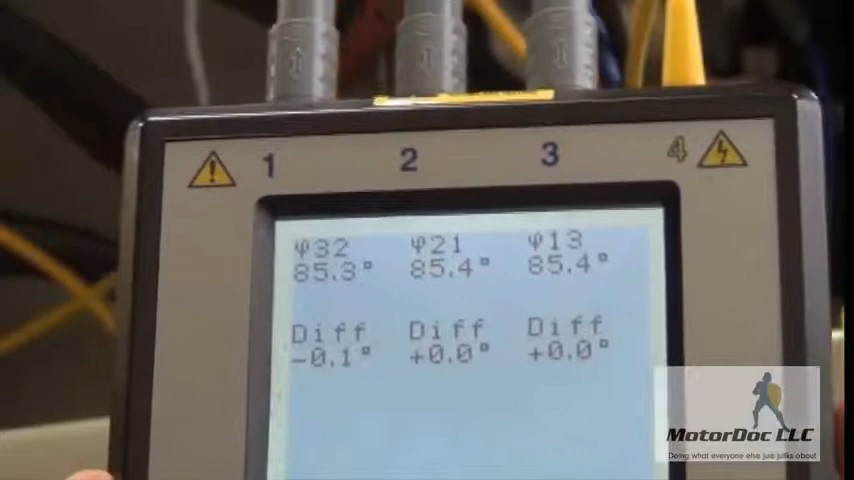 1 2 3 4
φ32 φ21 φ13
85.3° 85.4° 85.4°
Diff Diff Diff
-0.1° +0.0° +0.0°
MotorDoc LLC
Doing what everyone else just talks about